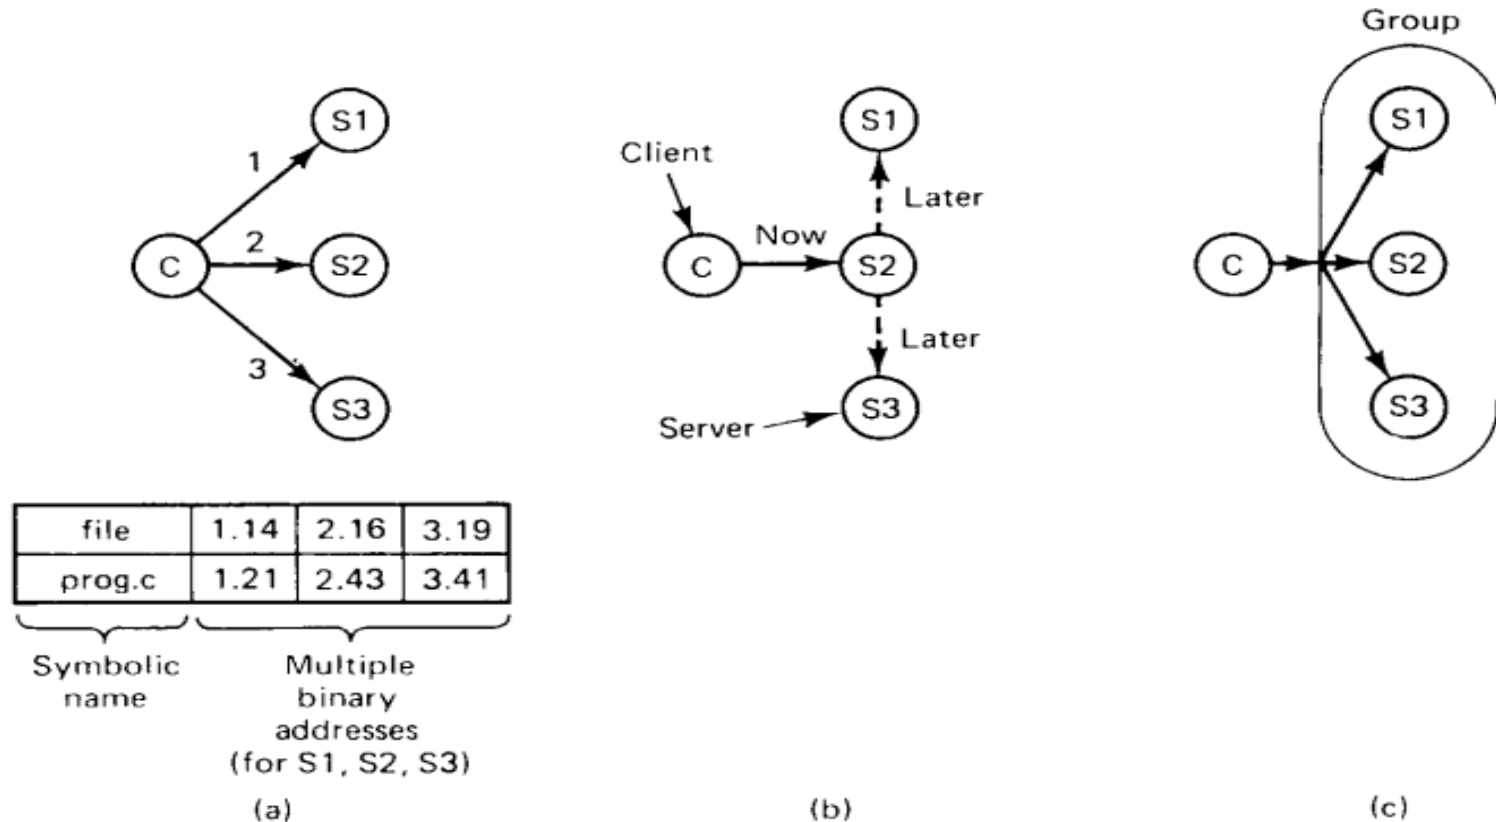 S1
1
C
2
S2
3
S3
file 1.14 2.16 3.19
prog.c 1.21 2.43 3.41
Symbolic
name
Multiple
binary
addresses
(for S1, S2, S3)
(a)
S1
Client
Later
Now
C
S2
Later
S3
Server
(b)
Group
S1
C
S2
S3
(c)